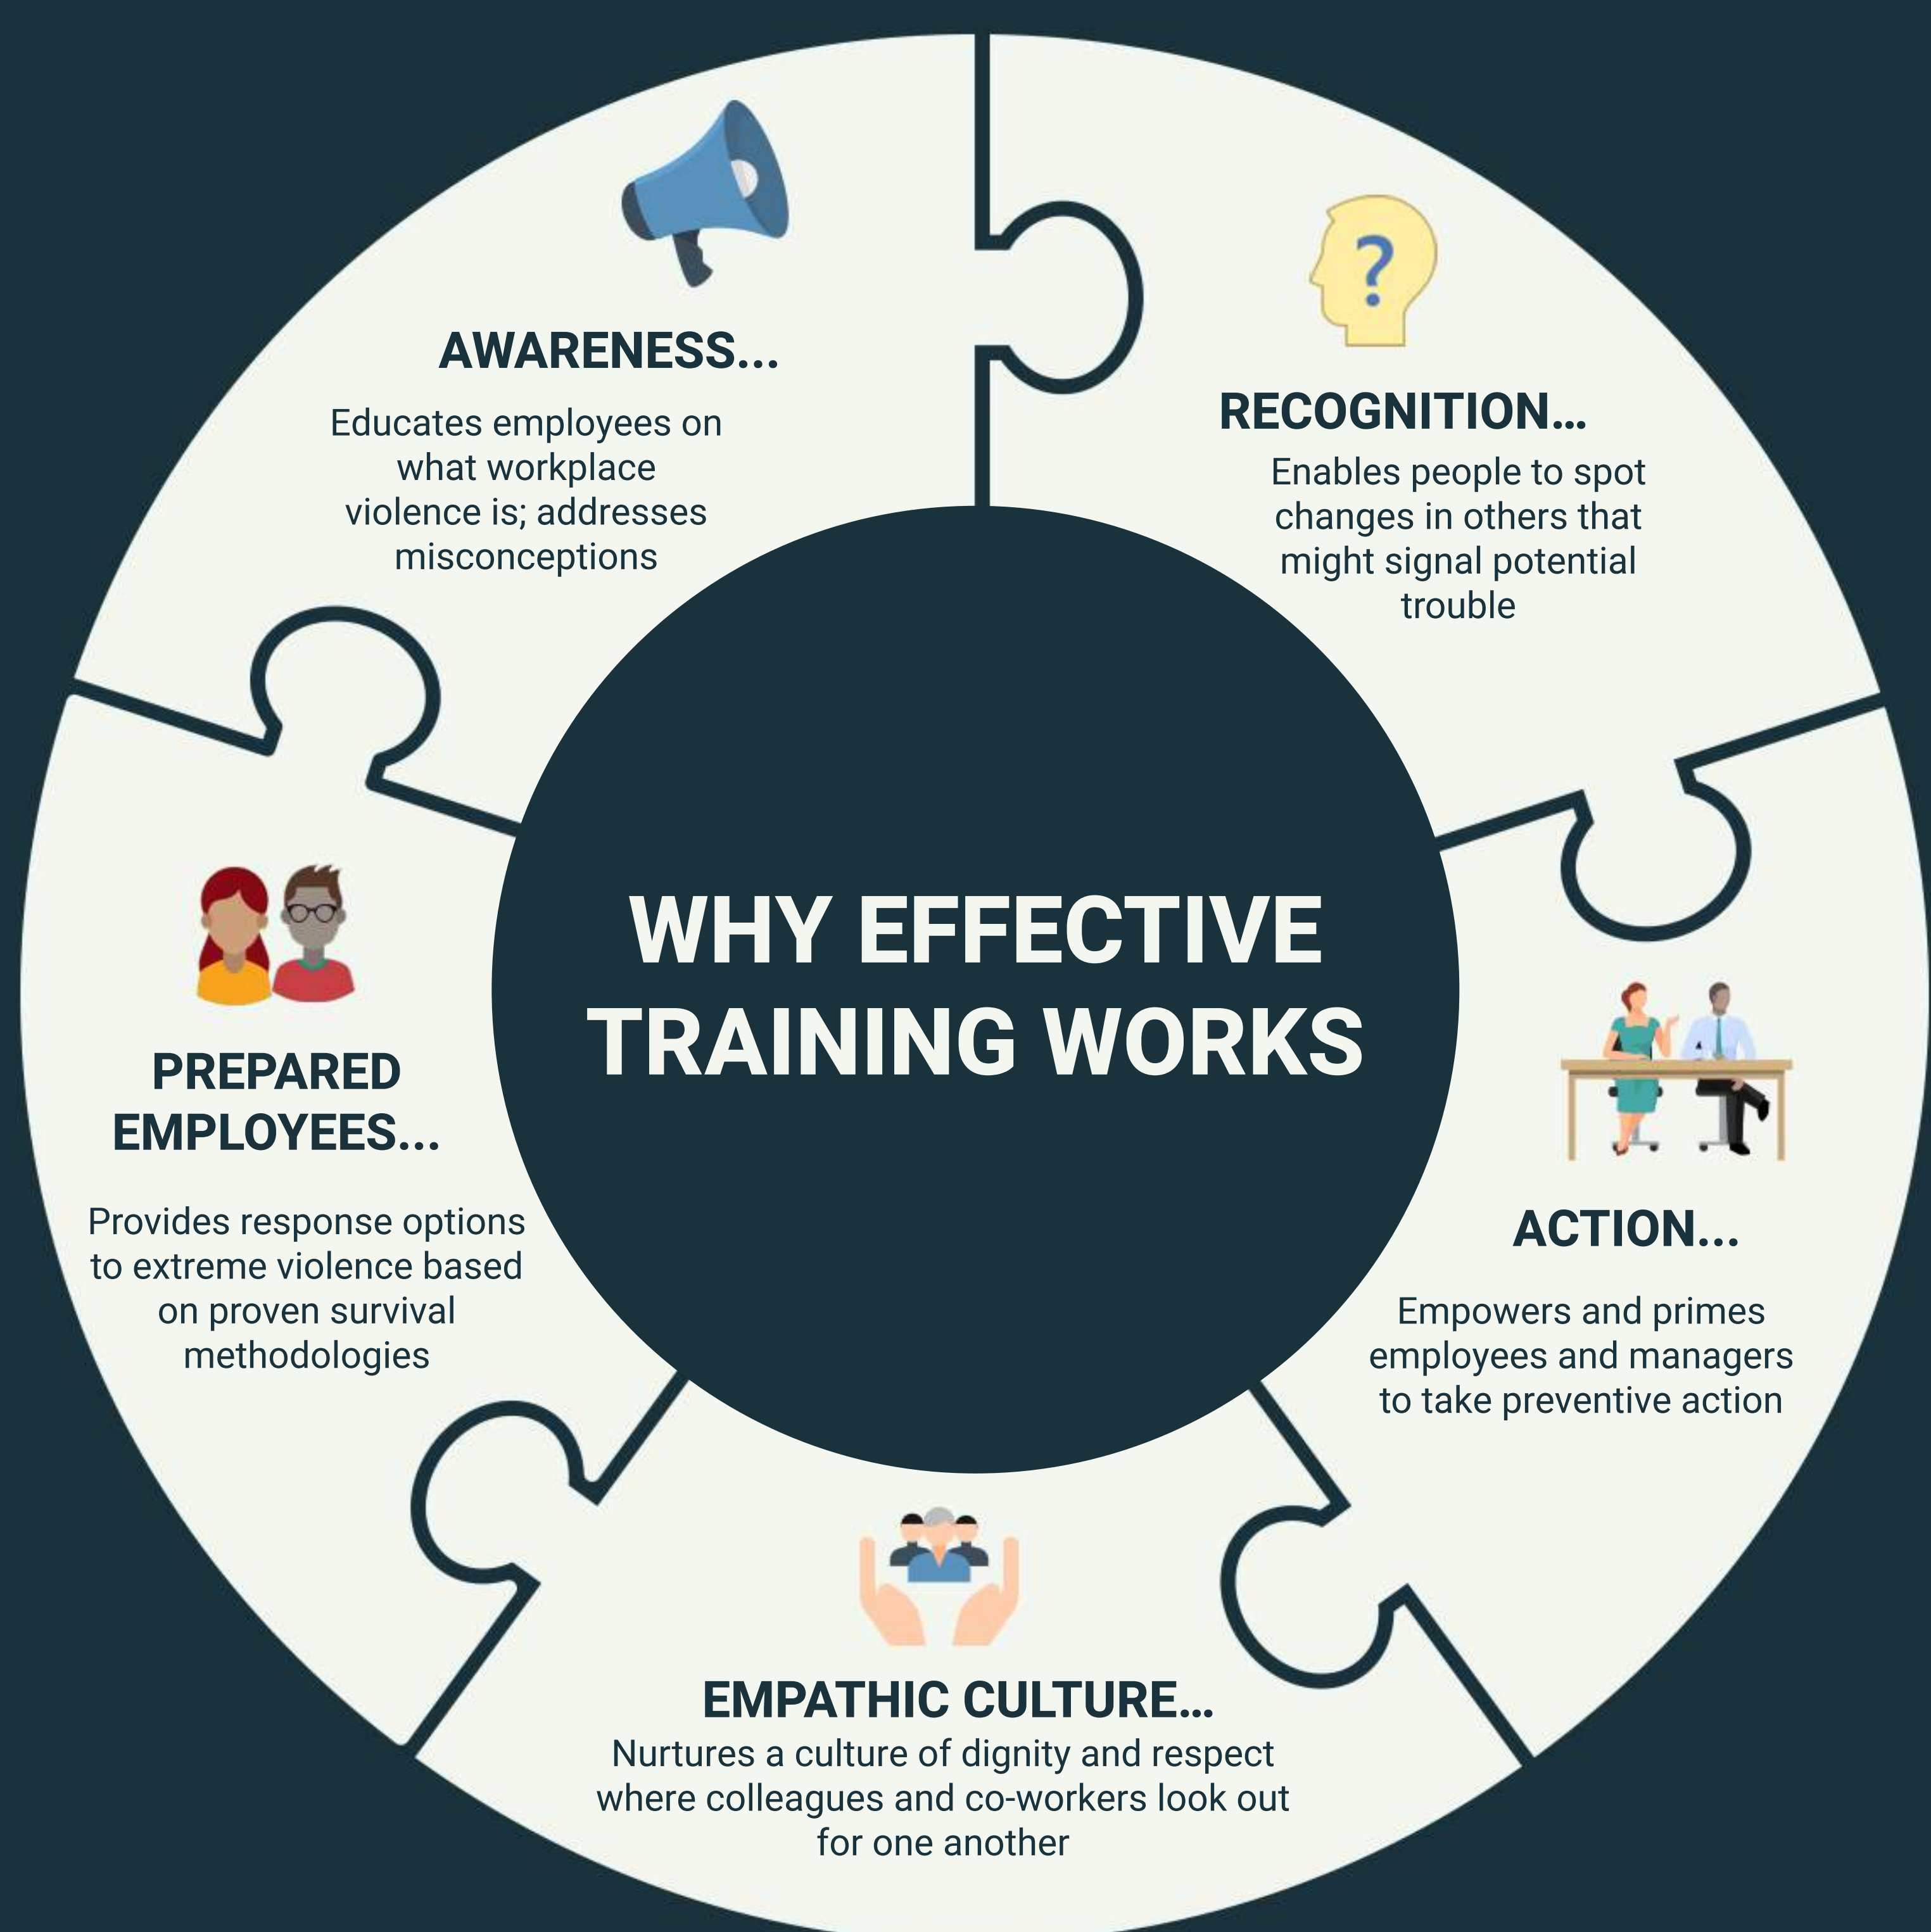 AWARENESS...
Educates employees on
what workplace
violence is; addresses
misconceptions
?
RECOGNITION...
Enables people to spot
changes in others that
might signal potential
trouble
WHY EFFECTIVE
TRAINING WORKS
PREPARED
EMPLOYEES...
Provides response options
to extreme violence based
on proven survival
methodologies
ACTION...
Empowers and primes
employees and managers
to take preventive action
EMPATHIC CULTURE...
Nurtures a culture of dignity and respect
where colleagues and co-workers look out
for one another